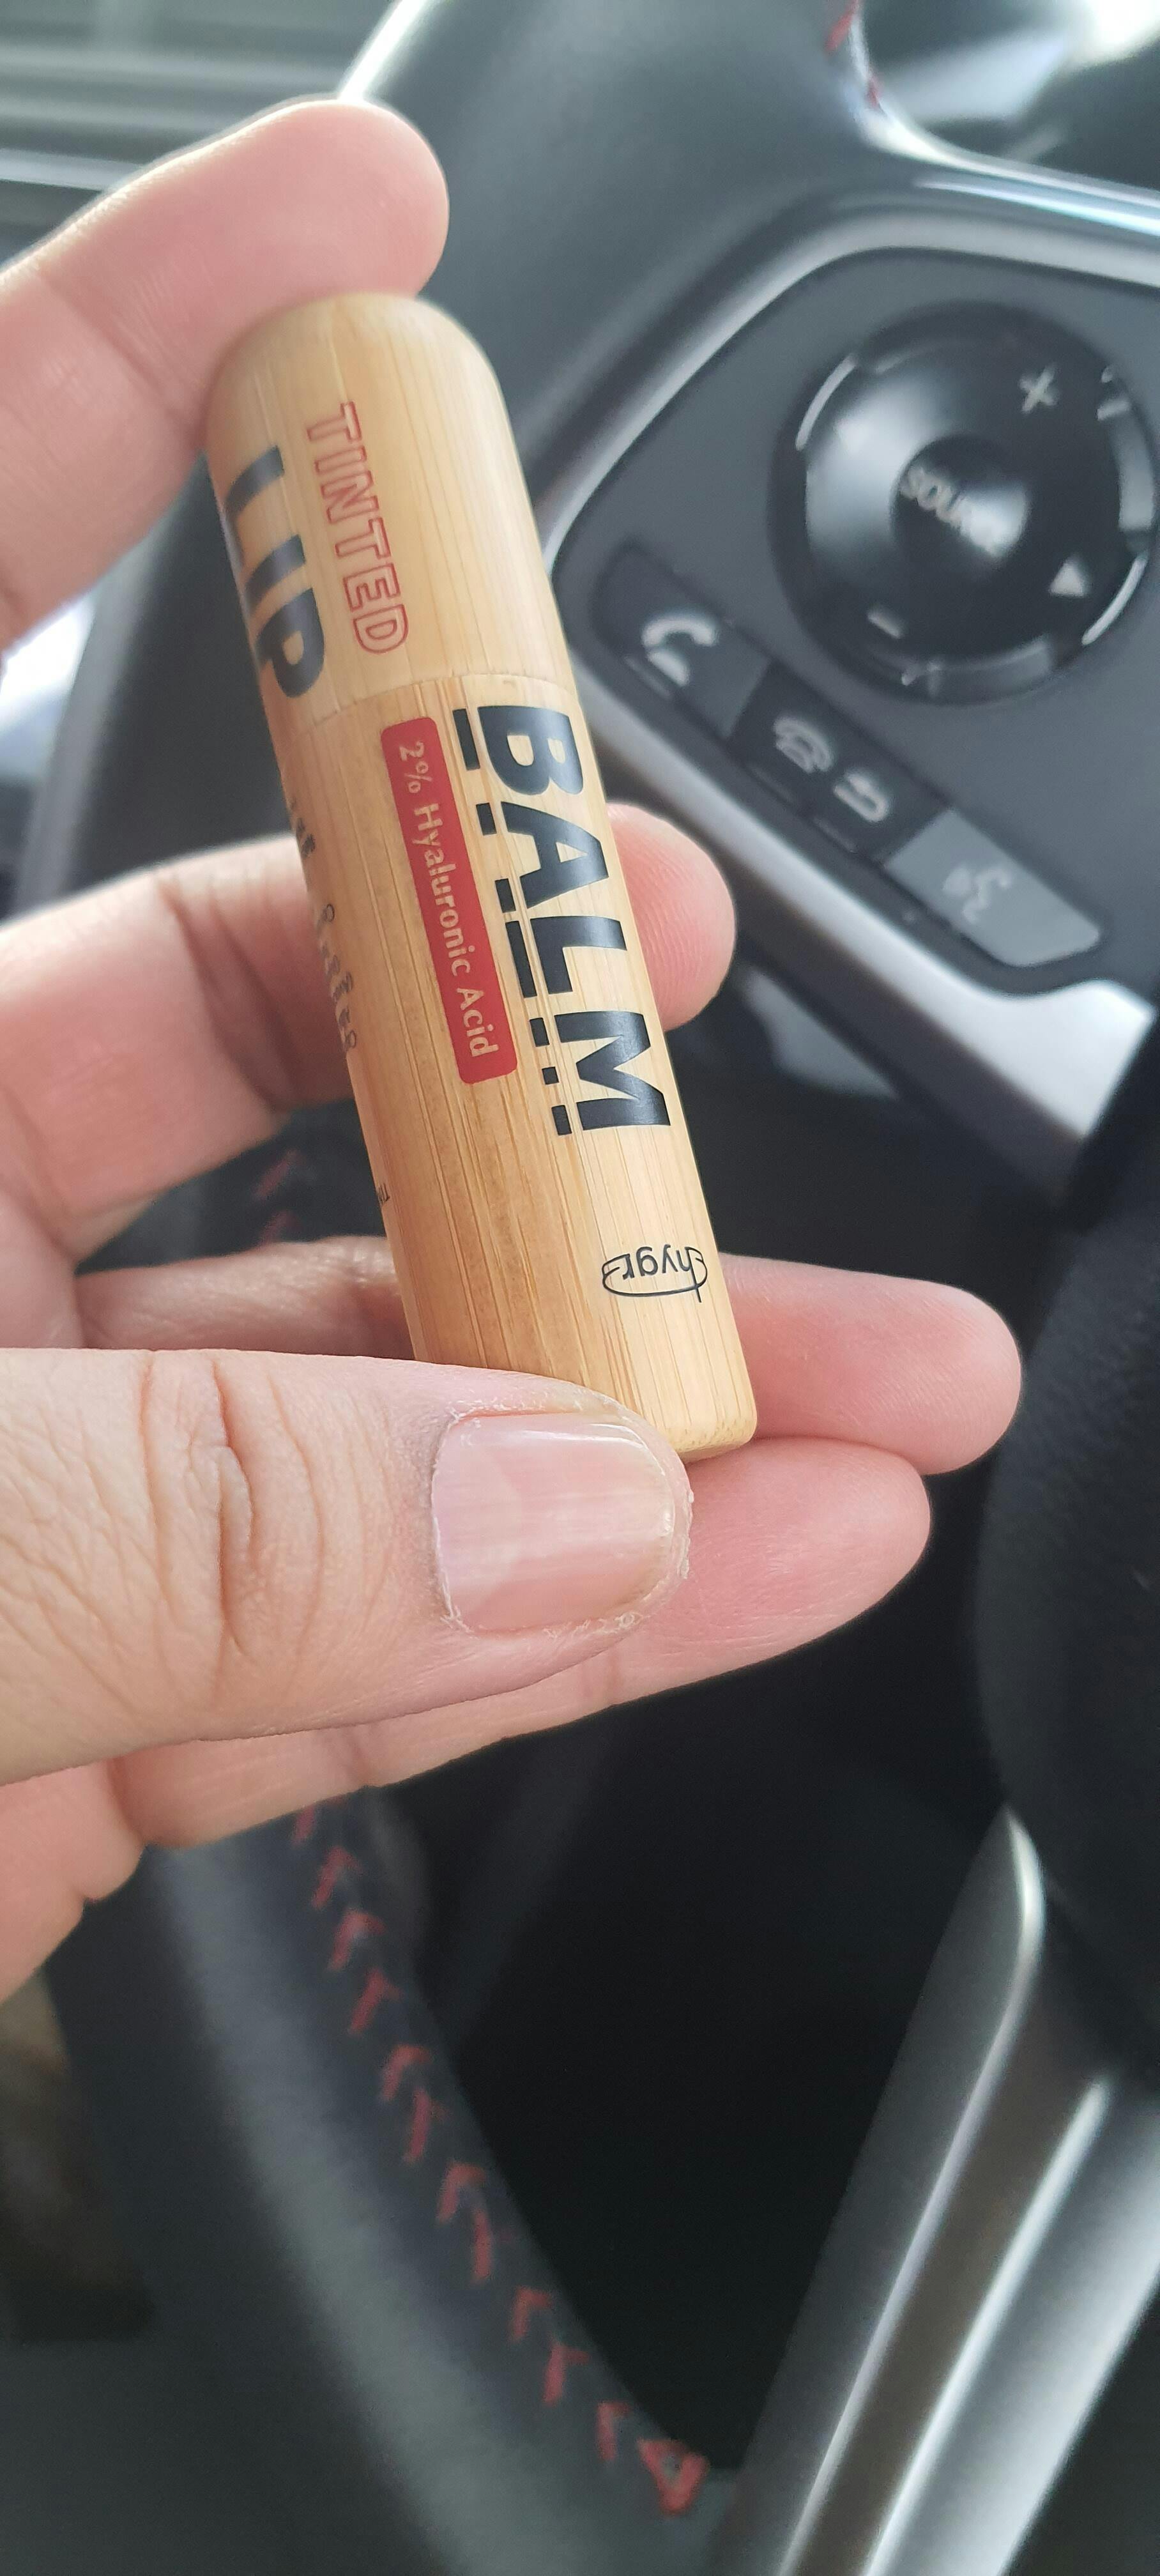 TINTED
LIP
BALM
2% Hyaluronic Acid
hygr
SOURCE